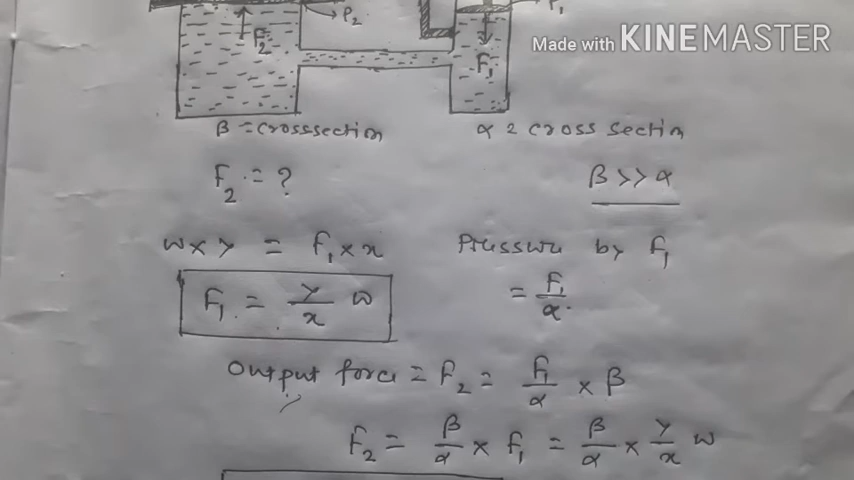 P₂
P₁
Made with KINEMASTER
F₂
F₁
β = crosssection
α = cross section
F₂ = ?
β >> α
w × y = F₁ × x
Pressure by F₁
F₁ = y/x w
= F₁/α
Output force = F₂ = F₁/α × β
F₂ = β/α × F₁ = β/α × y/x w